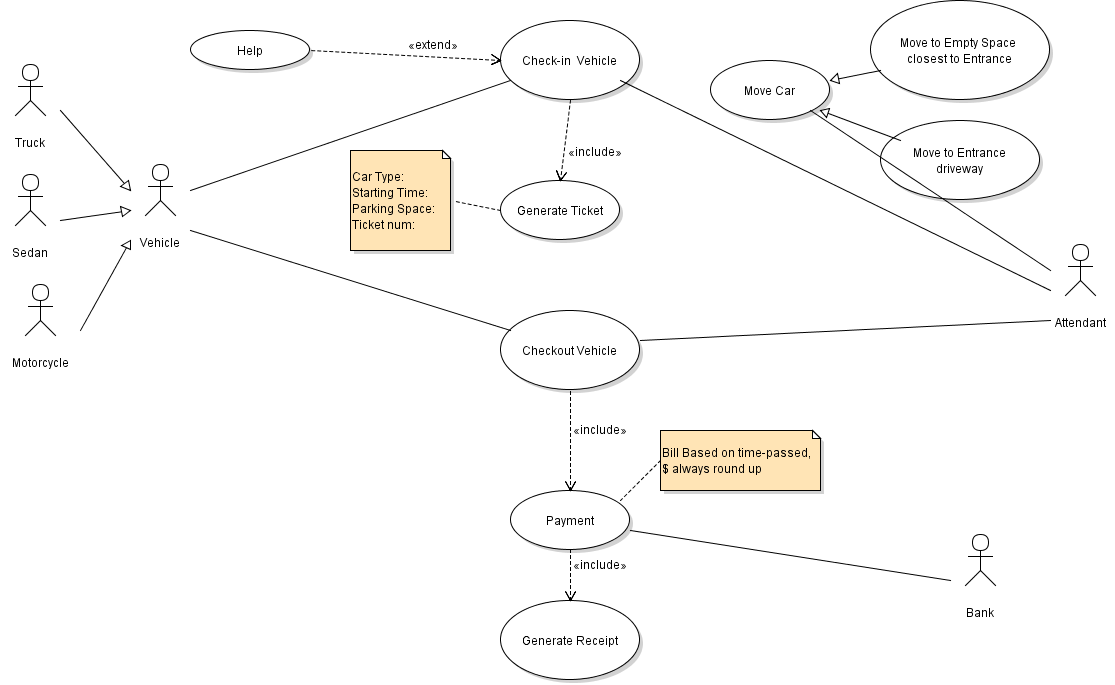 Help
«extend»
Check-in Vehicle
Move to Empty Space
closest to Entrance
Move Car
Truck
«include»
Move to Entrance
driveway
Car Type:
Starting Time:
Parking Space:
Ticket num:
Generate Ticket
Sedan
Vehicle
Attendant
Motorcycle
Checkout Vehicle
«include»
Bill Based on time-passed,
$ always round up
Payment
«include»
Bank
Generate Receipt